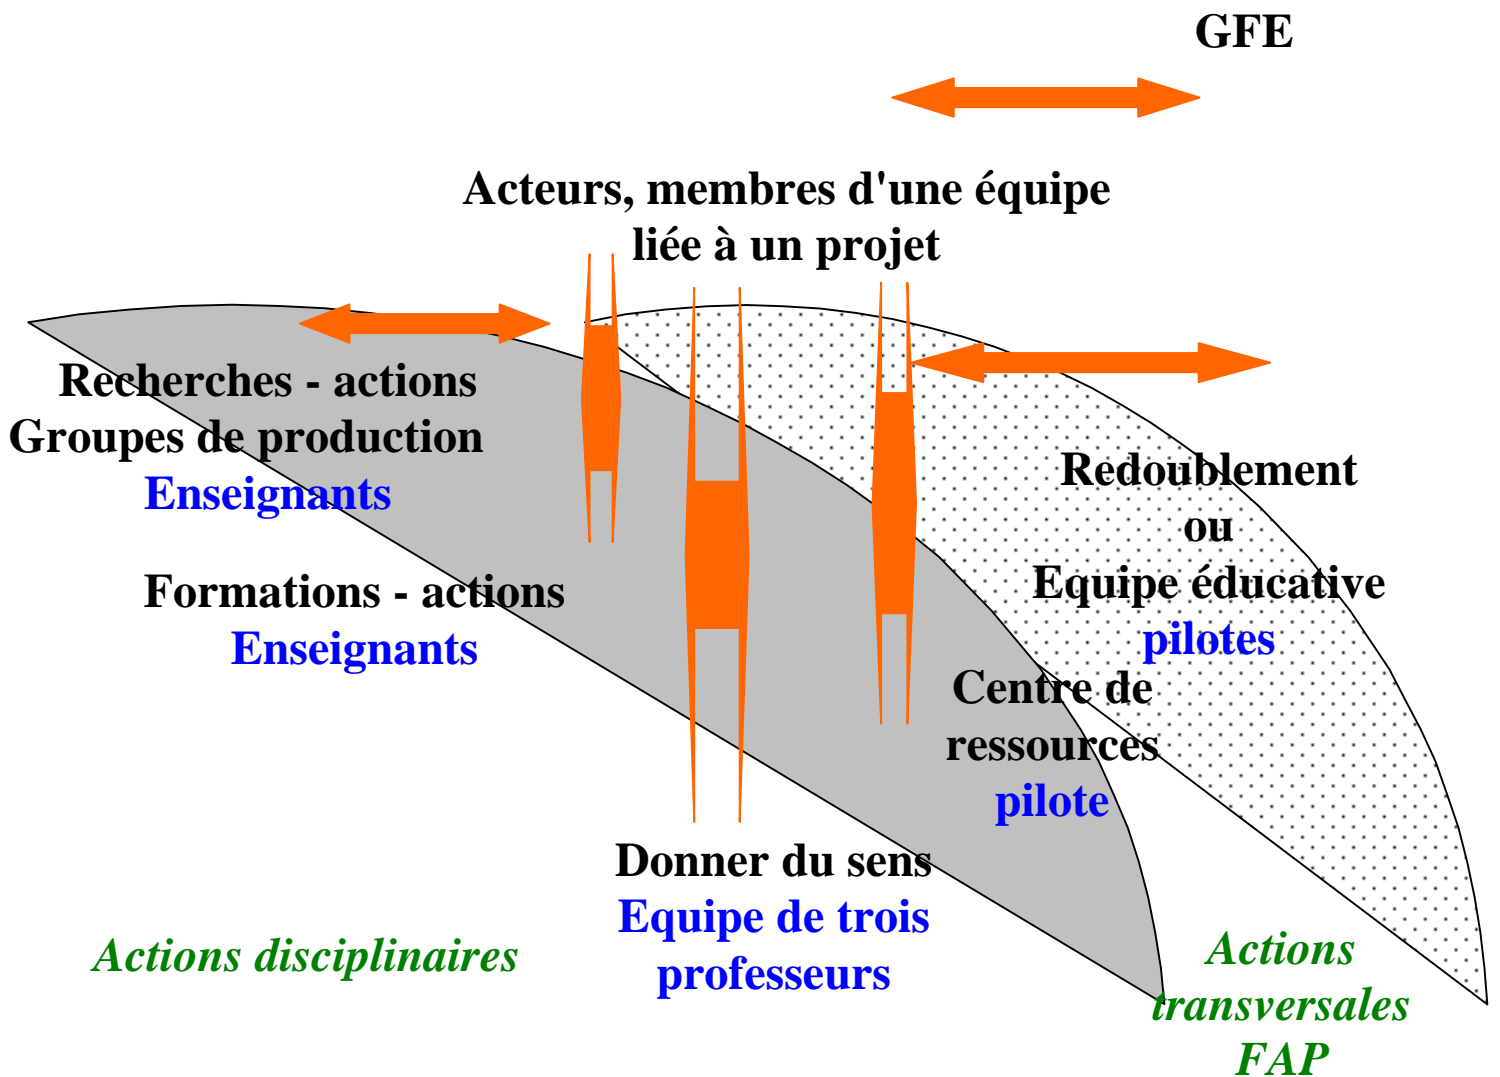 GFE
Acteurs, membres d'une équipe
liée à un projet
Recherches - actions
Groupes de production
Enseignants
Formations - actions
Enseignants
Redoublement
ou
Equipe éducative
pilotes
Centre de
ressources
pilote
Donner du sens
Equipe de trois
professeurs
Actions disciplinaires
Actions
transversales
FAP